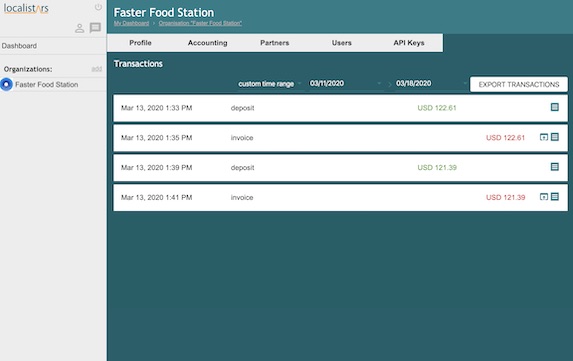 localistars
Dashboard
Organizations: add
Faster Food Station
Faster Food Station
My Dashboard › Organisation "Faster Food Station"
Profile Accounting Partners Users API Keys
Transactions
custom time range 03/11/2020 03/18/2020 EXPORT TRANSACTIONS
Mar 13, 2020 1:33 PM deposit USD 122.61
Mar 13, 2020 1:35 PM invoice USD 122.61
Mar 13, 2020 1:39 PM deposit USD 121.39
Mar 13, 2020 1:41 PM invoice USD 121.39